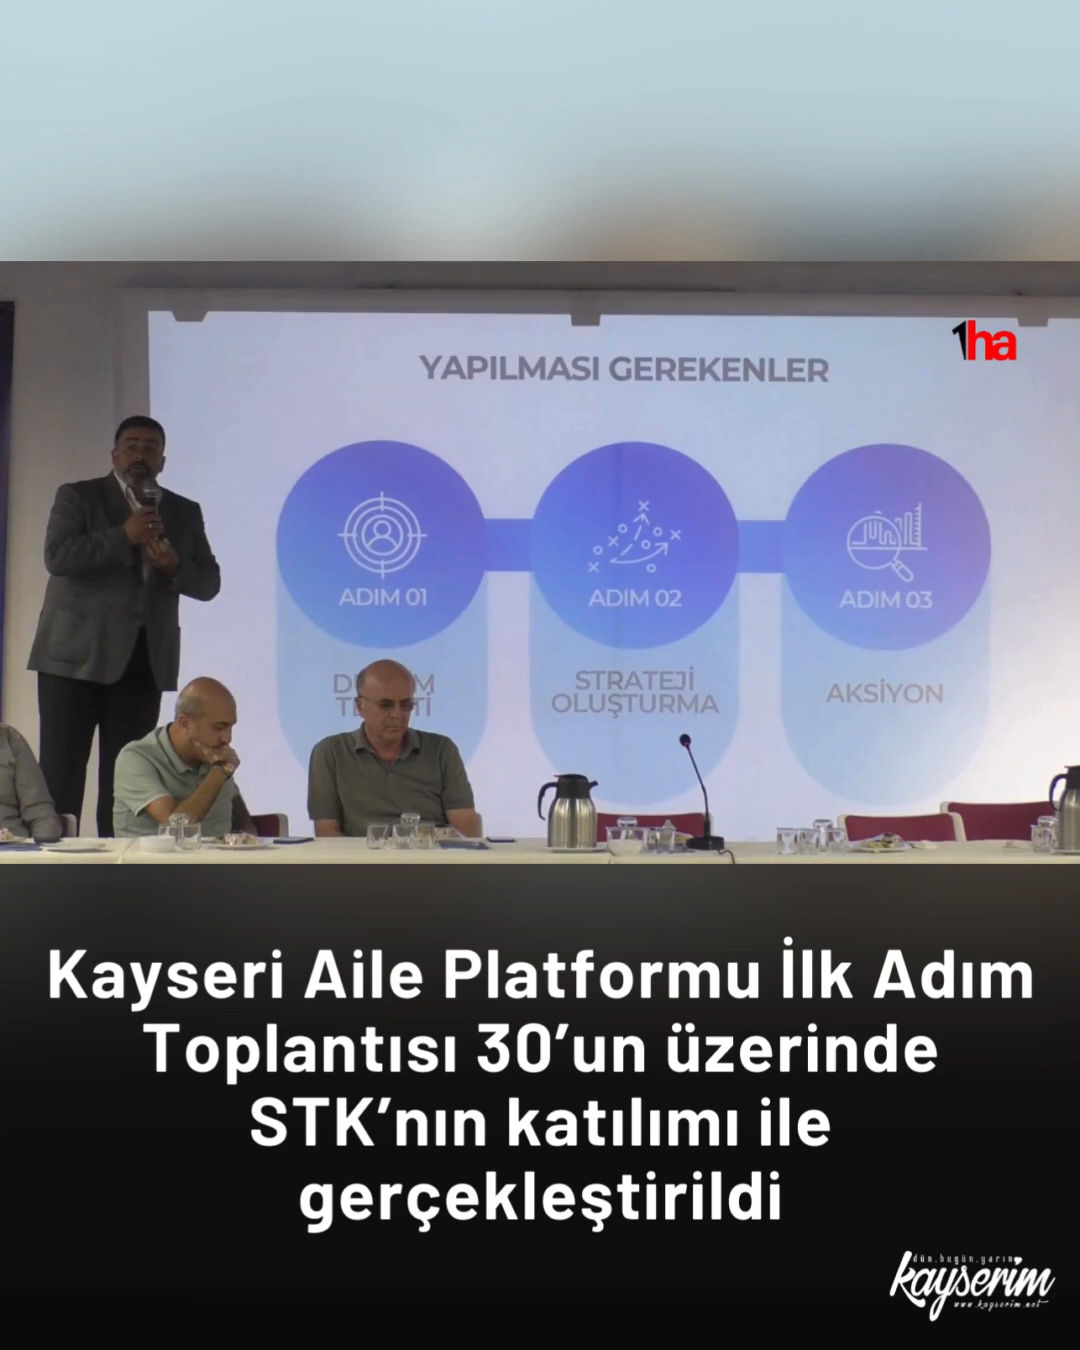 1ha
YAPILMASI GEREKENLER
ADIM 01
ADIM 02
ADIM 03
STRATEJİ
OLUŞTURMA
AKSİYON
Kayseri Aile Platformu İlk Adım
Toplantısı 30’un üzerinde
STK’nın katılımı ile
gerçekleştirildi
dün.bugün.yarın
kayserim
www.kayserim.net